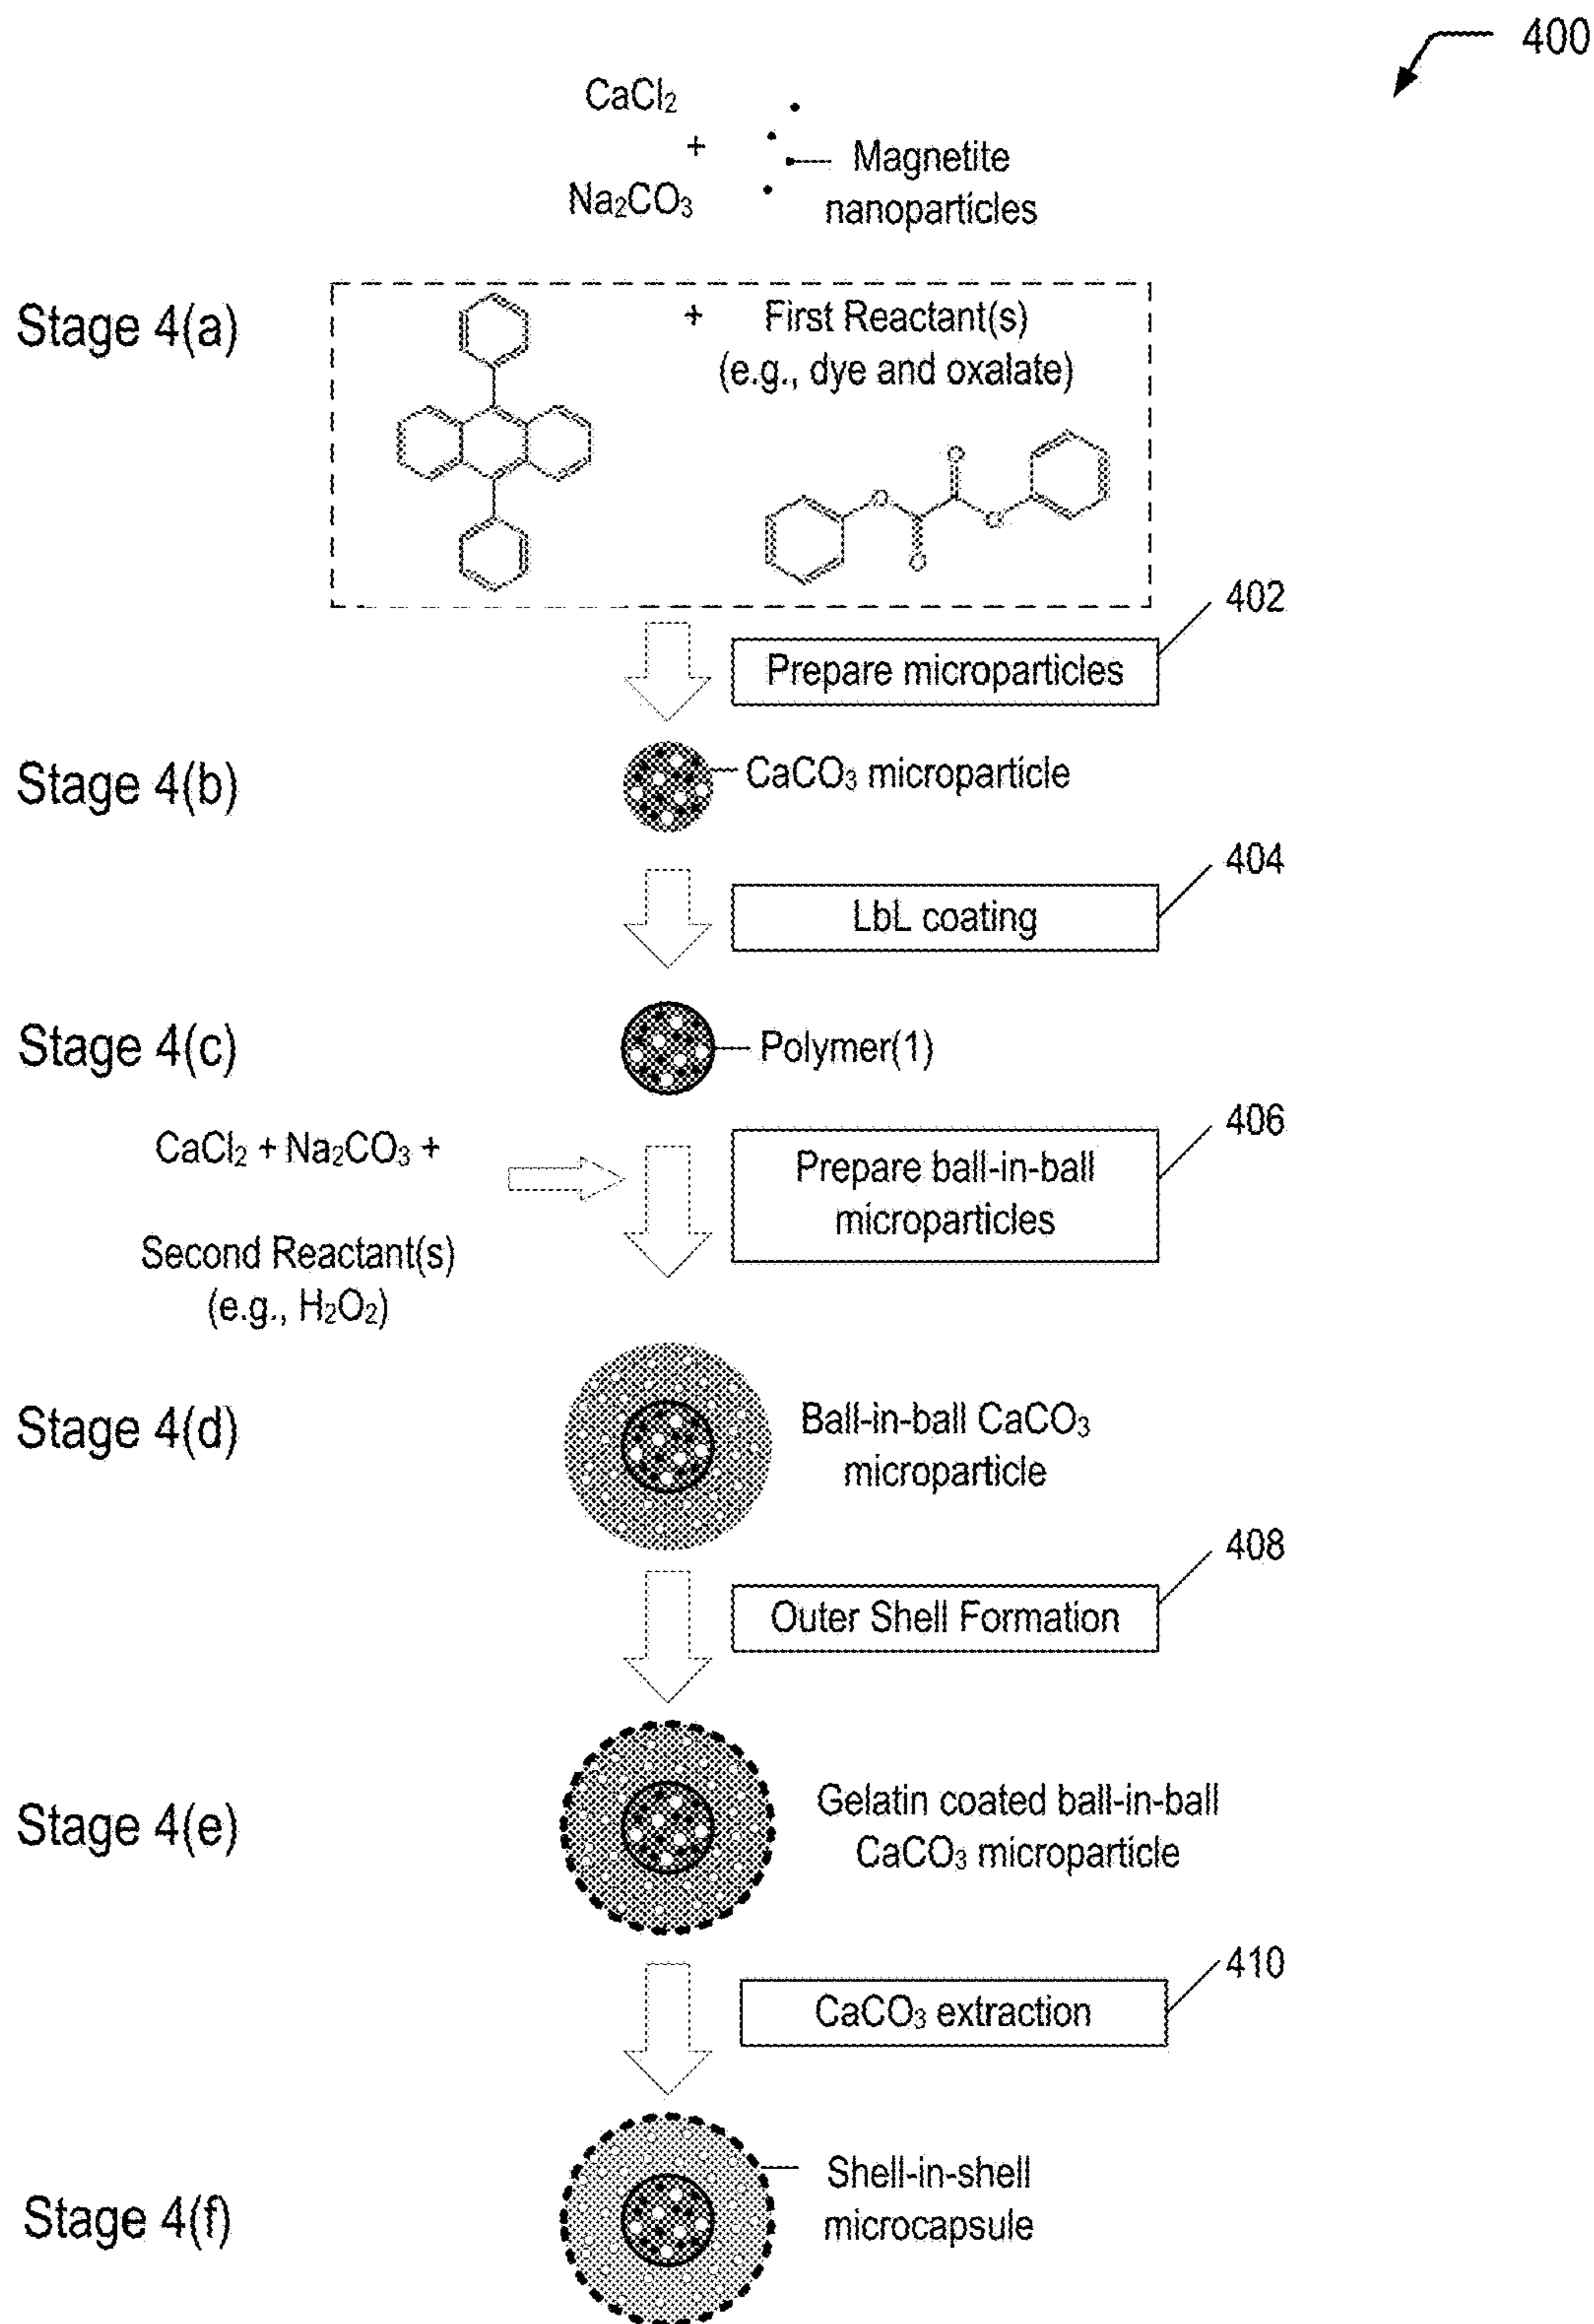 400
CaCl₂
+
Na₂CO₃
Magnetite
nanoparticles
Stage 4(a)
+ First Reactant(s)
(e.g., dye and oxalate)
O
O
O
O
402
Prepare microparticles
Stage 4(b)
CaCO₃ microparticle
404
LbL coating
Stage 4(c)
Polymer(1)
406
CaCl₂ + Na₂CO₃ +
Second Reactant(s)
(e.g., H₂O₂)
Prepare ball-in-ball
microparticles
Stage 4(d)
Ball-in-ball CaCO₃
microparticle
408
Outer Shell Formation
Stage 4(e)
Gelatin coated ball-in-ball
CaCO₃ microparticle
410
CaCO₃ extraction
Stage 4(f)
Shell-in-shell
microcapsule